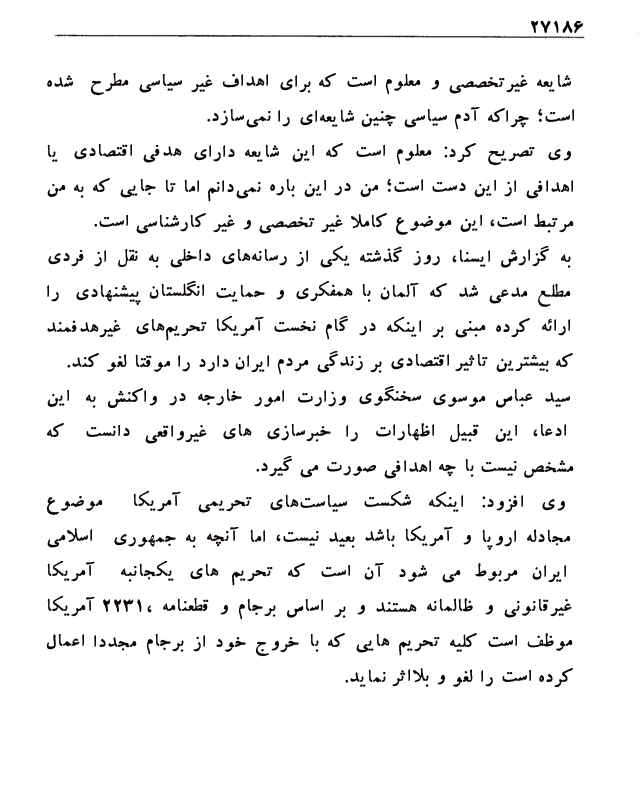 ۲۷۱۸۶
شایعه غیرتخصصی و معلوم است که برای اهداف غیر سیاسی مطرح شده
است؛ چراکه آدم سیاسی چنین شایعه‌ای را نمی‌سازد.
وی تصریح کرد: معلوم است که این شایعه دارای هدفی اقتصادی یا
اهدافی از این دست است؛ من در این باره نمی‌دانم اما تا جایی که به من
مرتبط است، این موضوع کاملا غیر تخصصی و غیر کارشناسی است.
به گزارش ایسنا، روز گذشته یکی از رسانه‌های داخلی به نقل از فردی
مطلع مدعی شد که آلمان با همفکری و حمایت انگلستان پیشنهادی را
ارائه کرده مبنی بر اینکه در گام نخست آمریکا تحریم‌های غیرهدفمند
که بیشترین تاثیر اقتصادی بر زندگی مردم ایران دارد را موقتا لغو کند.
سید عباس موسوی سخنگوی وزارت امور خارجه در واکنش به این
ادعا، این قبیل اظهارات را خبرسازی های غیرواقعی دانست که
مشخص نیست با چه اهدافی صورت می گیرد.
وی افزود: اینکه شکست سیاست‌های تحریمی آمریکا موضوع
مجادله اروپا و آمریکا باشد بعید نیست، اما آنچه به جمهوری اسلامی
ایران مربوط می شود آن است که تحریم های یکجانبه آمریکا
غیرقانونی و ظالمانه هستند و بر اساس برجام و قطعنامه ،۲۲۳۱ آمریکا
موظف است کلیه تحریم هایی که با خروج خود از برجام مجددا اعمال
کرده است را لغو و بلااثر نماید.